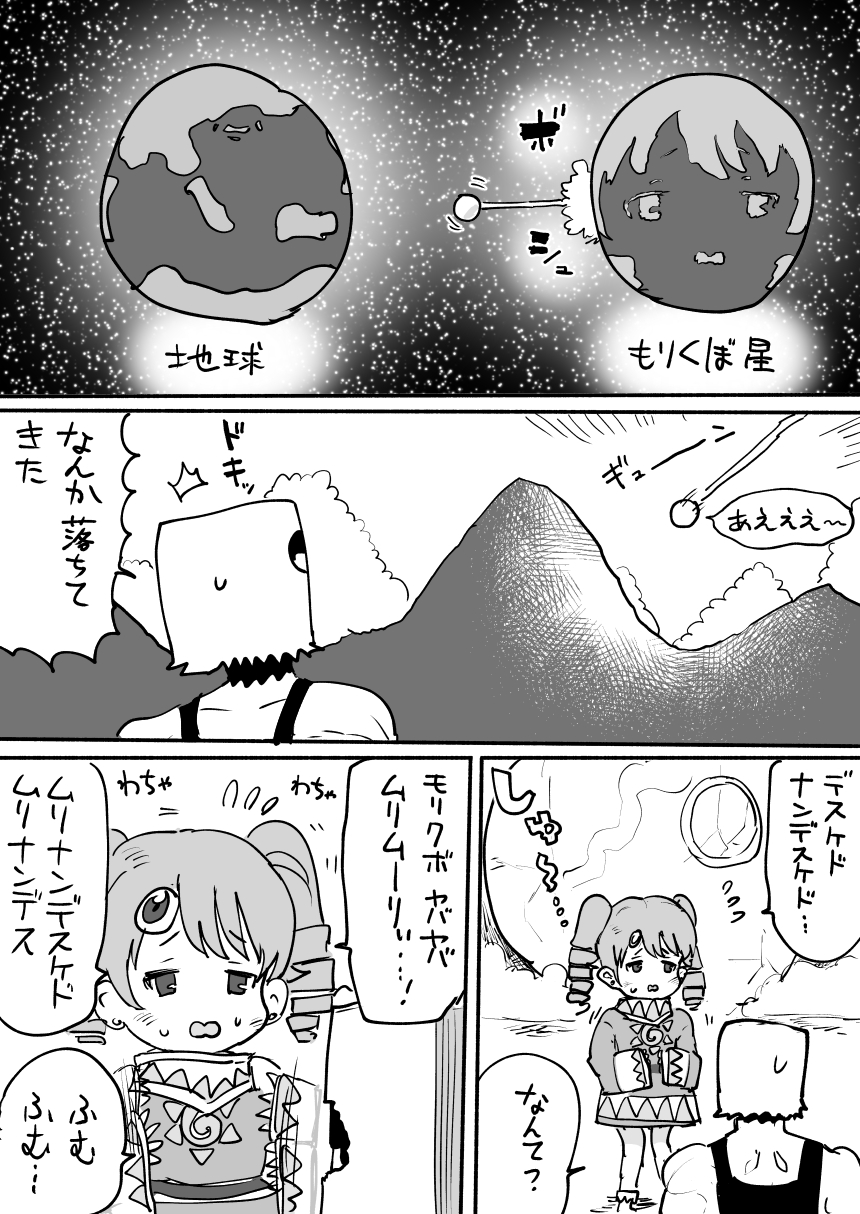 ボ
シュ
地球
もりくぼ星
ギューーン
あええええ〜
ドキッ
なんか落ちて
きた
デスケド
ナンデスケド…
しゅ〜…
なんて?
モリクボヤバヤバ
ムリムーリィ…!
わちゃ
わちゃ
ムリナンデスケド
ムリナンデス
ふむ
ふむ…